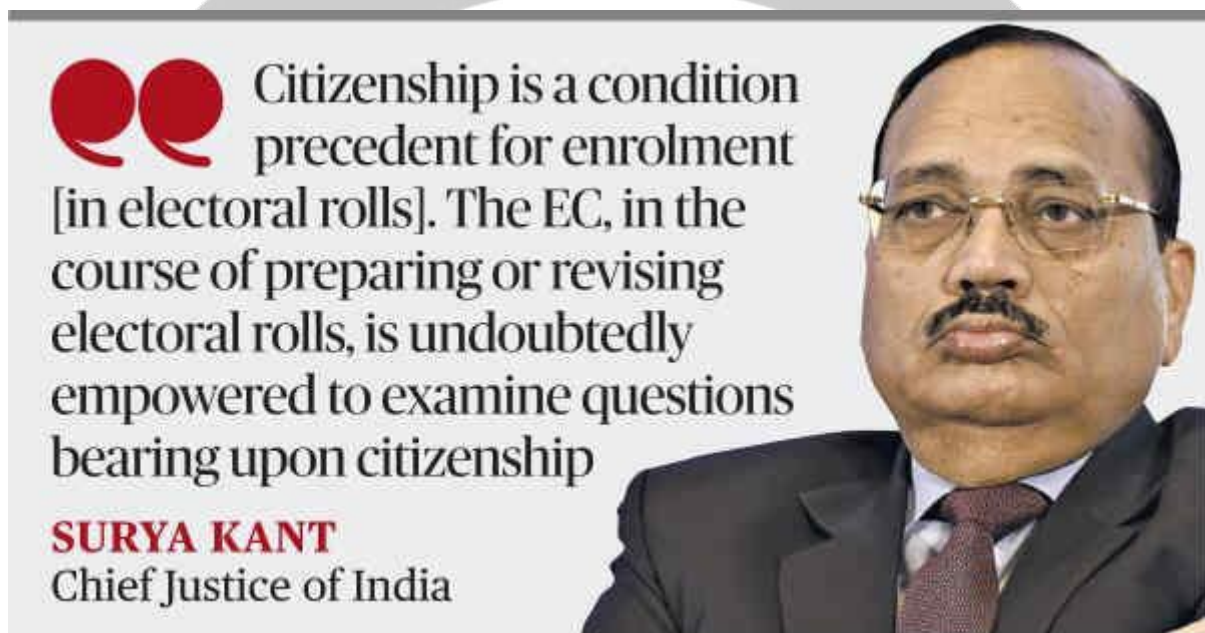 Citizenship is a condition
precedent for enrolment
[in electoral rolls]. The EC, in the
course of preparing or revising
electoral rolls, is undoubtedly
empowered to examine questions
bearing upon citizenship
SURYA KANT
Chief Justice of India